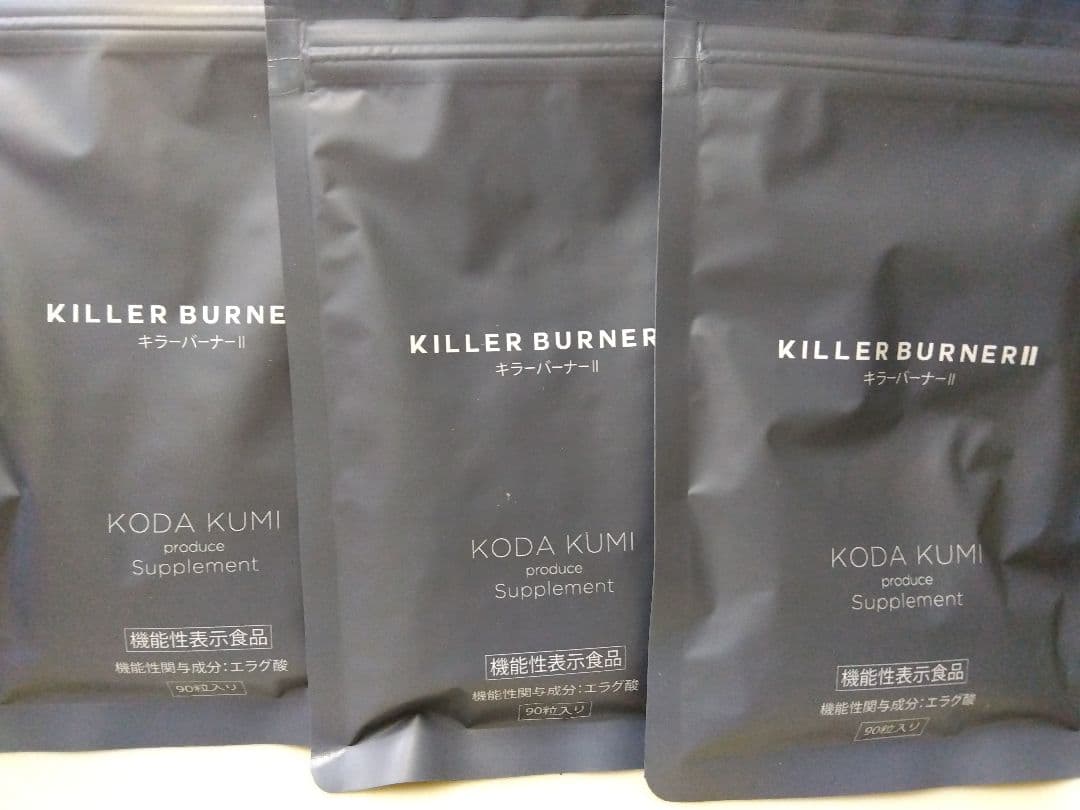 KILLER BURNE
キラーバーナーII
KODA KUMI
produce
Supplement
機能性表示食品
機能性関与成分：エラグ酸
90粒入り
KILLER BURNER
キラーバーナーII
KODA KUMI
produce
Supplement
機能性表示食品
機能性関与成分：エラグ酸
90粒入り
KILLER BURNER II
キラーバーナーII
KODA KUMI
produce
Supplement
機能性表示食品
機能性関与成分：エラグ酸
90粒入り